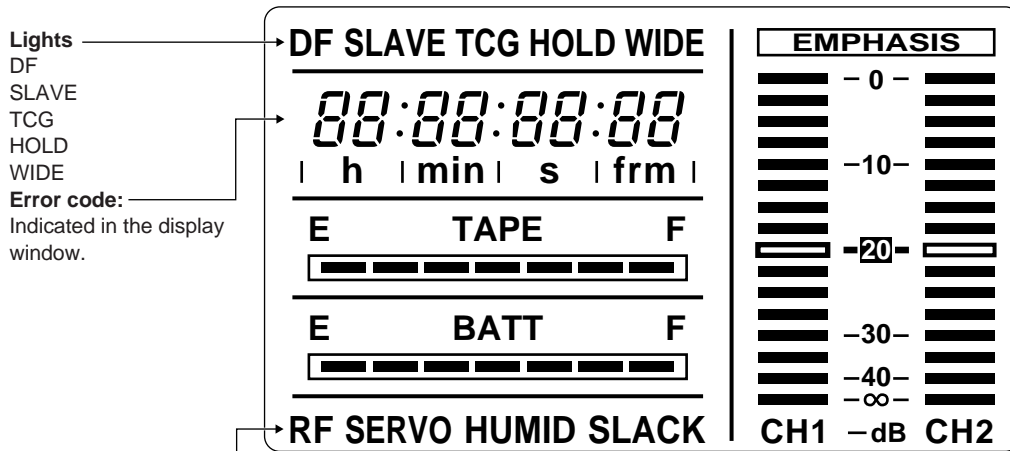 Lights
DF
SLAVE
TCG
HOLD
WIDE
Error code:
Indicated in the display
window.
DF SLAVE TCG HOLD WIDE
88:88:88:88
h min s frm
E TAPE F
E BATT F
RF SERVO HUMID SLACK
EMPHASIS
– 0 –
–10–
–20–
–30–
–40–
–∞–
CH1 –dB CH2